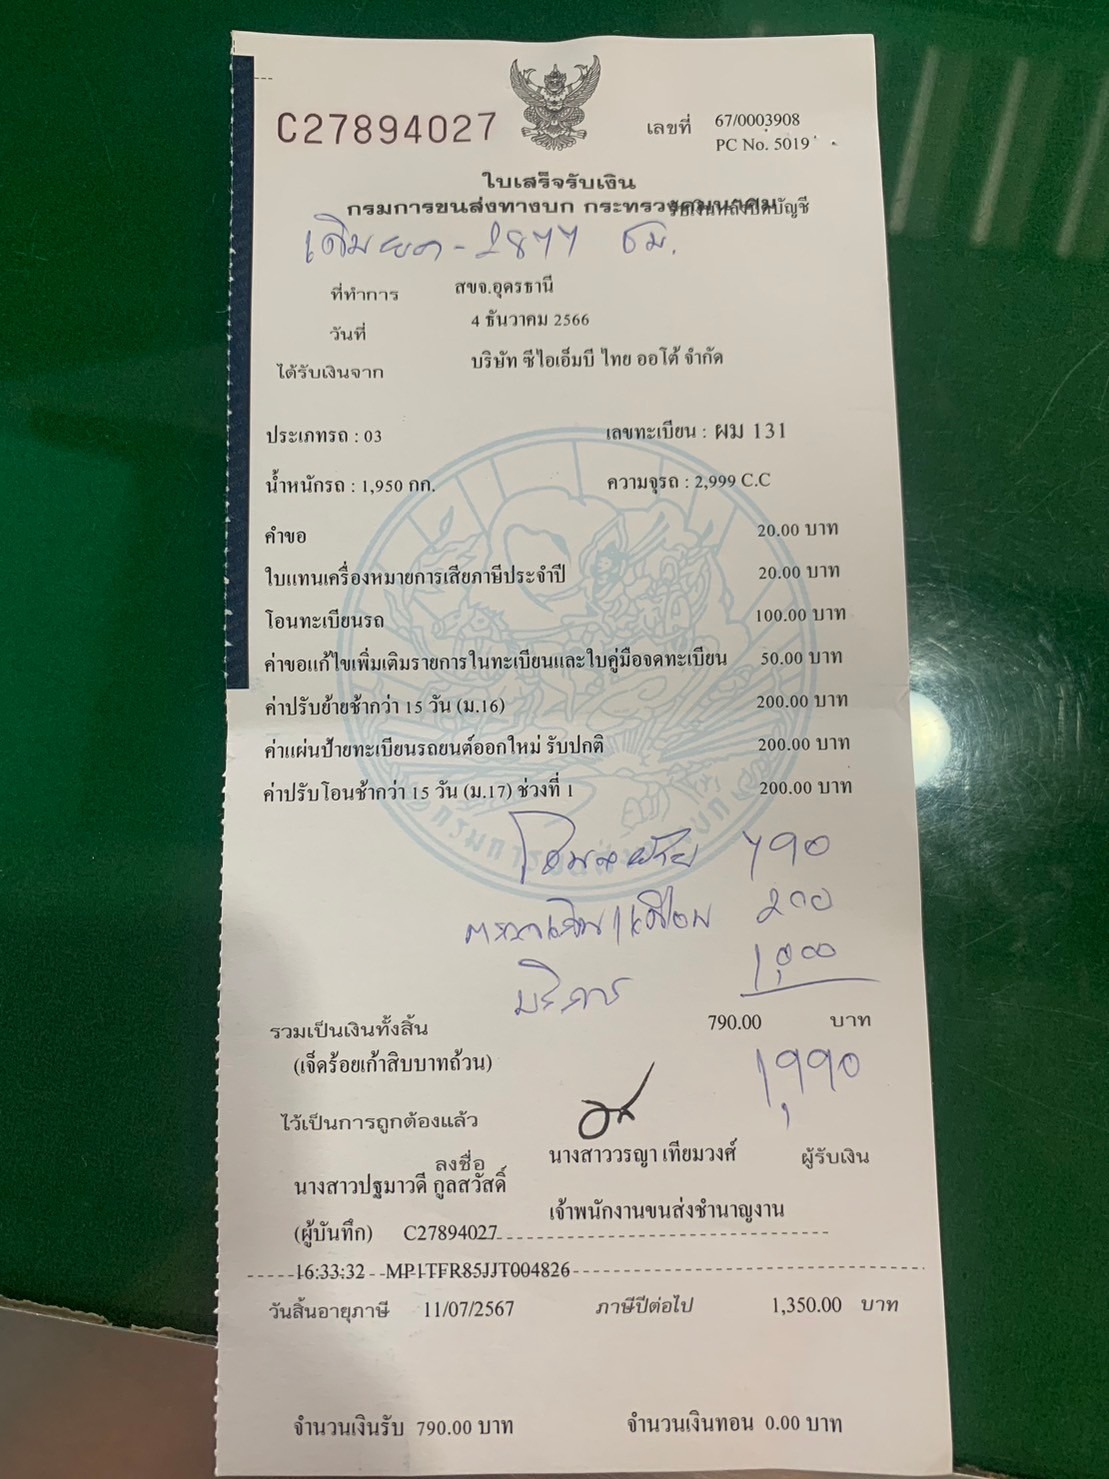 C27894027
เลขที่ 67/0003908
PC No. 5019
ใบเสร็จรับเงิน
กรมการขนส่งทางบก กระทรวงคมนาคม
รับเงินหลังปิดบัญชี
เดิม ยก - 2877 ชม.
ที่ทำการ สขจ.อุดรธานี
วันที่ 4 ธันวาคม 2566
ได้รับเงินจาก บริษัท ซีไอเอ็มบี ไทย ออโต้ จำกัด
ประเภทรถ : 03 เลขทะเบียน : ผม 131
น้ำหนักรถ : 1,950 กก. ความจุรถ : 2,999 C.C
คำขอ 20.00 บาท
ใบแทนเครื่องหมายการเสียภาษีประจำปี 20.00 บาท
โอนทะเบียนรถ 100.00 บาท
ค่าขอแก้ไขเพิ่มเติมรายการในทะเบียนและใบคู่มือจดทะเบียน 50.00 บาท
ค่าปรับย้ายช้ากว่า 15 วัน (ม.16) 200.00 บาท
ค่าแผ่นป้ายทะเบียนรถยนต์ออกใหม่ รับปกติ 200.00 บาท
ค่าปรับโอนช้ากว่า 15 วัน (ม.17) ช่วงที่ 1 200.00 บาท
790
200
บริการ 1,000
รวมเป็นเงินทั้งสิ้น 790.00 บาท
(เจ็ดร้อยเก้าสิบบาทถ้วน) 1,990
ไว้เป็นการถูกต้องแล้ว
ลงชื่อ นางสาววรญา เทียมวงศ์ ผู้รับเงิน
นางสาวปฐมาวดี กูลสวัสดิ์
เจ้าพนักงานขนส่งชำนาญงาน
(ผู้บันทึก) C27894027
16:33:32 MP1TFR85JJT004826
วันสิ้นอายุภาษี 11/07/2567 ภาษีปีต่อไป 1,350.00 บาท
จำนวนเงินรับ 790.00 บาท จำนวนเงินทอน 0.00 บาท